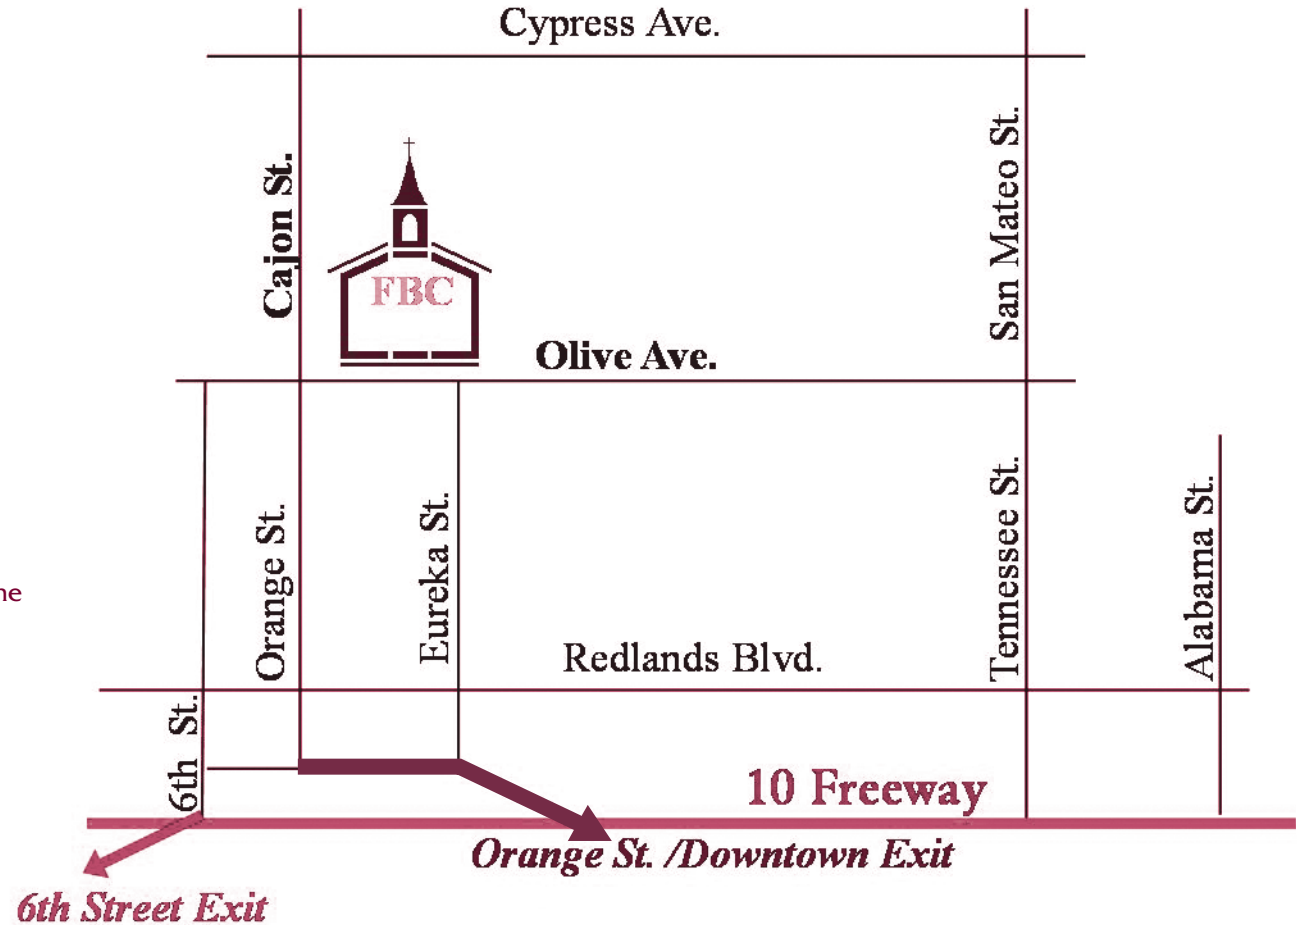 Cypress Ave.
Cajon St.
San Mateo St.
FBC
Olive Ave.
Orange St.
Eureka St.
Tennessee St.
Alabama St.
Redlands Blvd.
6th St.
10 Freeway
Orange St. /Downtown Exit
6th Street Exit